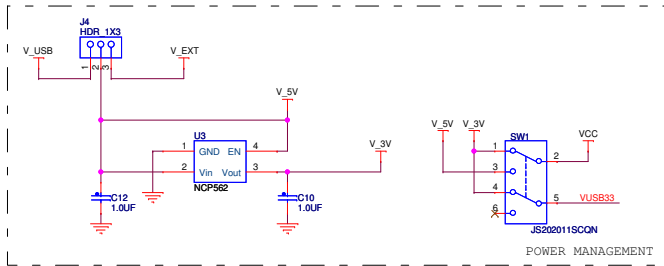 J4
HDR_1X3
V_USB
V_EXT
1 2 3
V_5V
U3
1 GND EN 4
2 Vin Vout 3
NCP562
V_3V
C12
1.0UF
C10
1.0UF
V_5V V_3V
SW1
VCC
1
2
3
4
5
VUSB33
6
JS202011SCQN
POWER MANAGEMENT